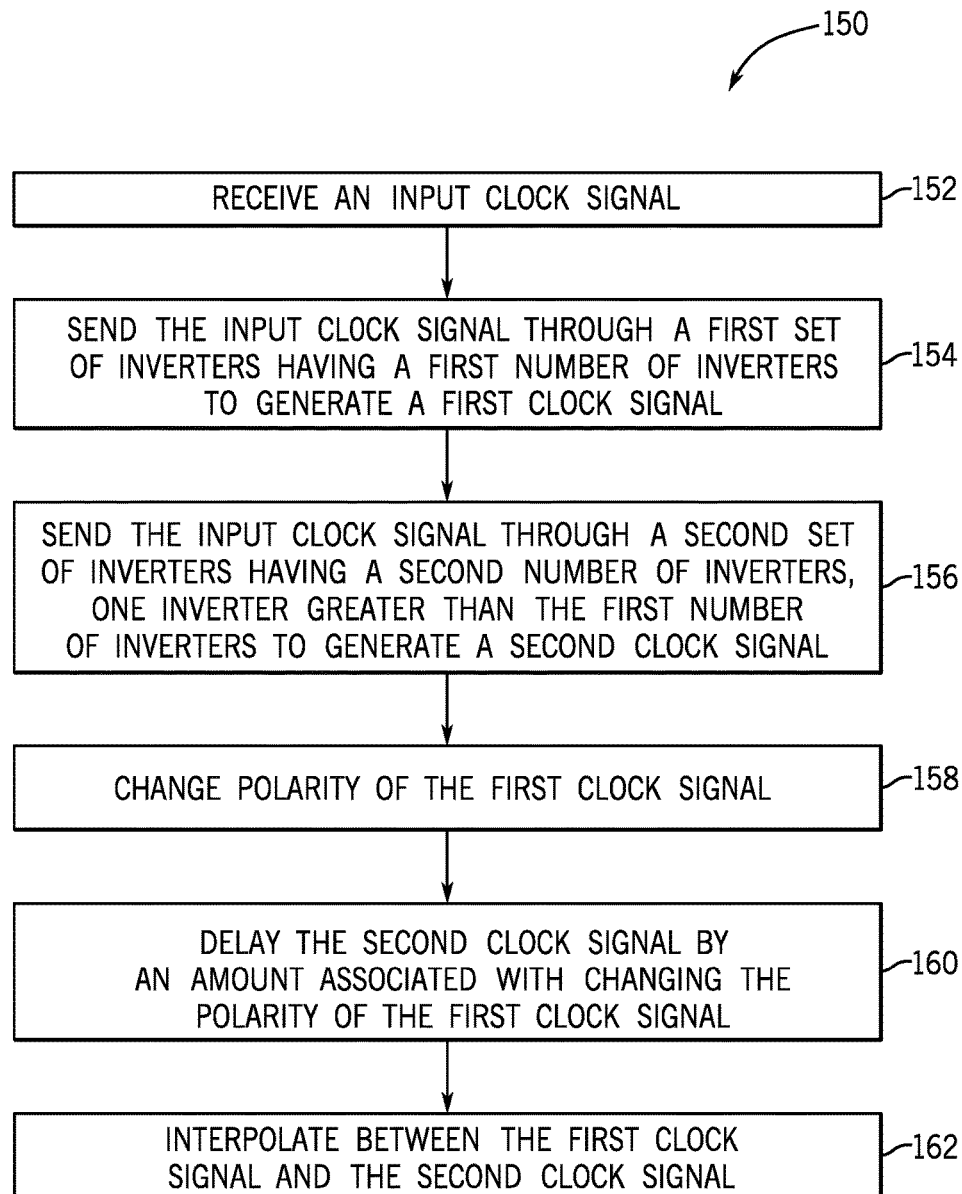 150
RECEIVE AN INPUT CLOCK SIGNAL
152
SEND THE INPUT CLOCK SIGNAL THROUGH A FIRST SET
OF INVERTERS HAVING A FIRST NUMBER OF INVERTERS
TO GENERATE A FIRST CLOCK SIGNAL
154
SEND THE INPUT CLOCK SIGNAL THROUGH A SECOND SET
OF INVERTERS HAVING A SECOND NUMBER OF INVERTERS,
ONE INVERTER GREATER THAN THE FIRST NUMBER
OF INVERTERS TO GENERATE A SECOND CLOCK SIGNAL
156
CHANGE POLARITY OF THE FIRST CLOCK SIGNAL
158
DELAY THE SECOND CLOCK SIGNAL BY
AN AMOUNT ASSOCIATED WITH CHANGING THE
POLARITY OF THE FIRST CLOCK SIGNAL
160
INTERPOLATE BETWEEN THE FIRST CLOCK
SIGNAL AND THE SECOND CLOCK SIGNAL
162